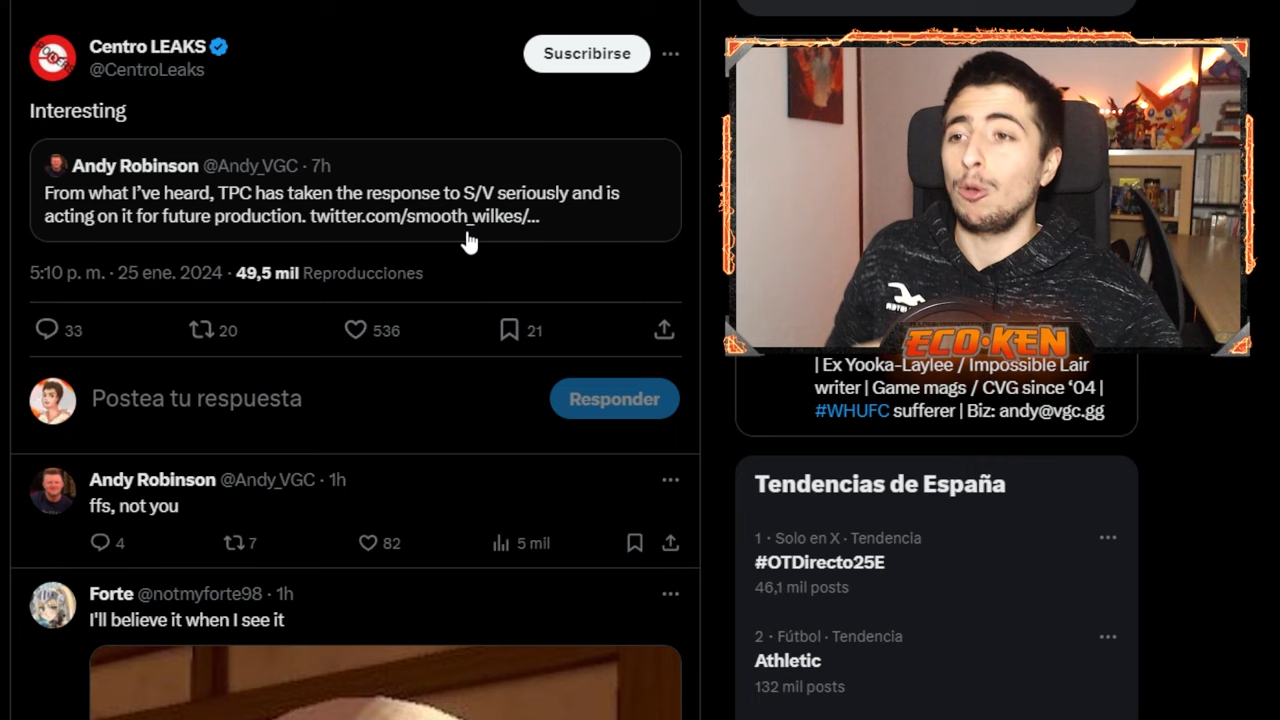 Centro LEAKS
@CentroLeaks
Suscribirse
Interesting
Andy Robinson @Andy_VGC · 7h
From what I've heard, TPC has taken the response to S/V seriously and is
acting on it for future production. twitter.com/smooth_wilkes/...
5:10 p. m. · 25 ene. 2024 · 49,5 mil Reproducciones
33 20 536 21
Postea tu respuesta
Responder
Andy Robinson @Andy_VGC · 1h
ffs, not you
4 7 82 5 mil
Forte @notmyforte98 · 1h
I'll believe it when I see it
ECO·KEN
| Ex Yooka-Laylee / Impossible Lair
writer | Game mags / CVG since ‘04 |
#WHUFC sufferer | Biz: andy@vgc.gg
Tendencias de España
1 · Solo en X · Tendencia
#OTDirecto25E
46,1 mil posts
2 · Fútbol · Tendencia
Athletic
132 mil posts